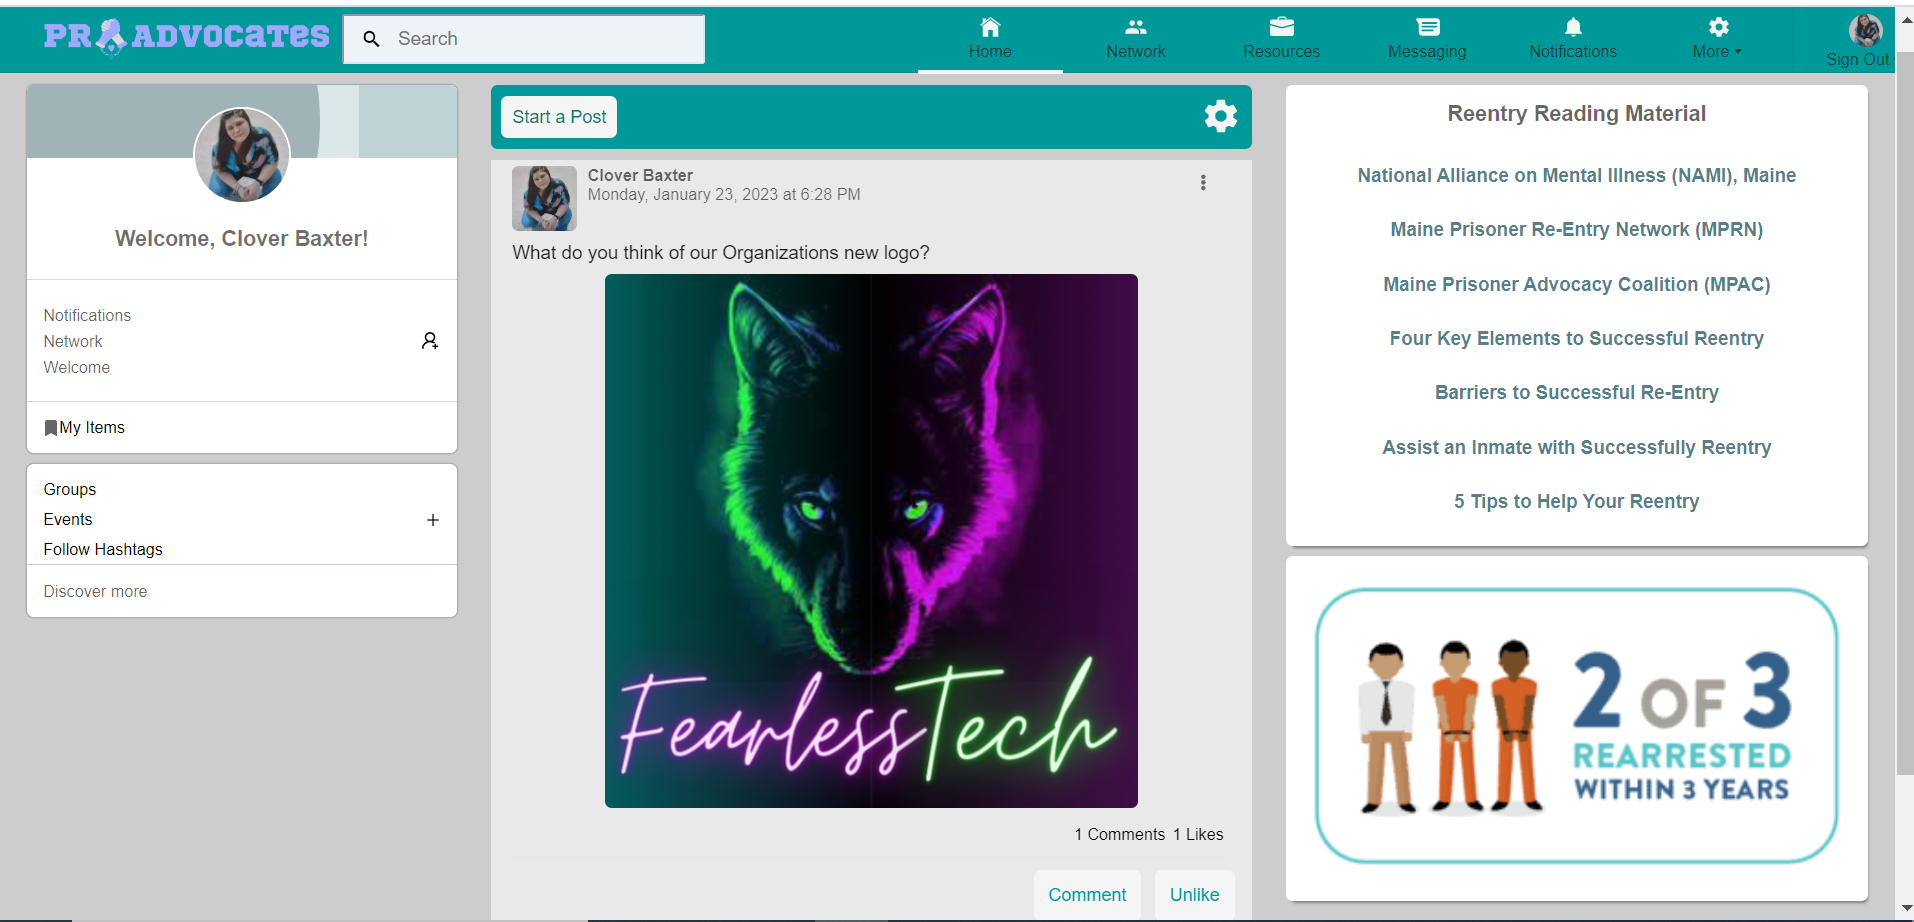 PR ADVOCATES
Search
Home
Network
Resources
Messaging
Notifications
More
Sign Out
Welcome, Clover Baxter!
Notifications
Network
Welcome
My Items
Groups
Events
Follow Hashtags
Discover more
Start a Post
Clover Baxter
Monday, January 23, 2023 at 6:28 PM
What do you think of our Organizations new logo?
FearlessTech
1 Comments 1 Likes
Comment
Unlike
Reentry Reading Material
National Alliance on Mental Illness (NAMI), Maine
Maine Prisoner Re-Entry Network (MPRN)
Maine Prisoner Advocacy Coalition (MPAC)
Four Key Elements to Successful Reentry
Barriers to Successful Re-Entry
Assist an Inmate with Successfully Reentry
5 Tips to Help Your Reentry
2 OF 3
REARRESTED
WITHIN 3 YEARS